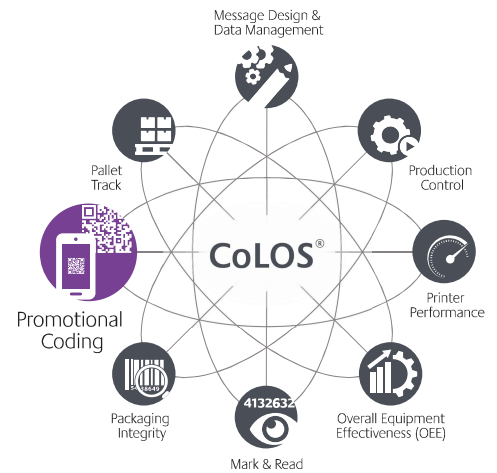 Message Design &
Data Management
Pallet
Track
Production
Control
CoLOS®
Promotional
Coding
Printer
Performance
Packaging
Integrity
38649
4132632
Mark & Read
Overall Equipment
Effectiveness (OEE)